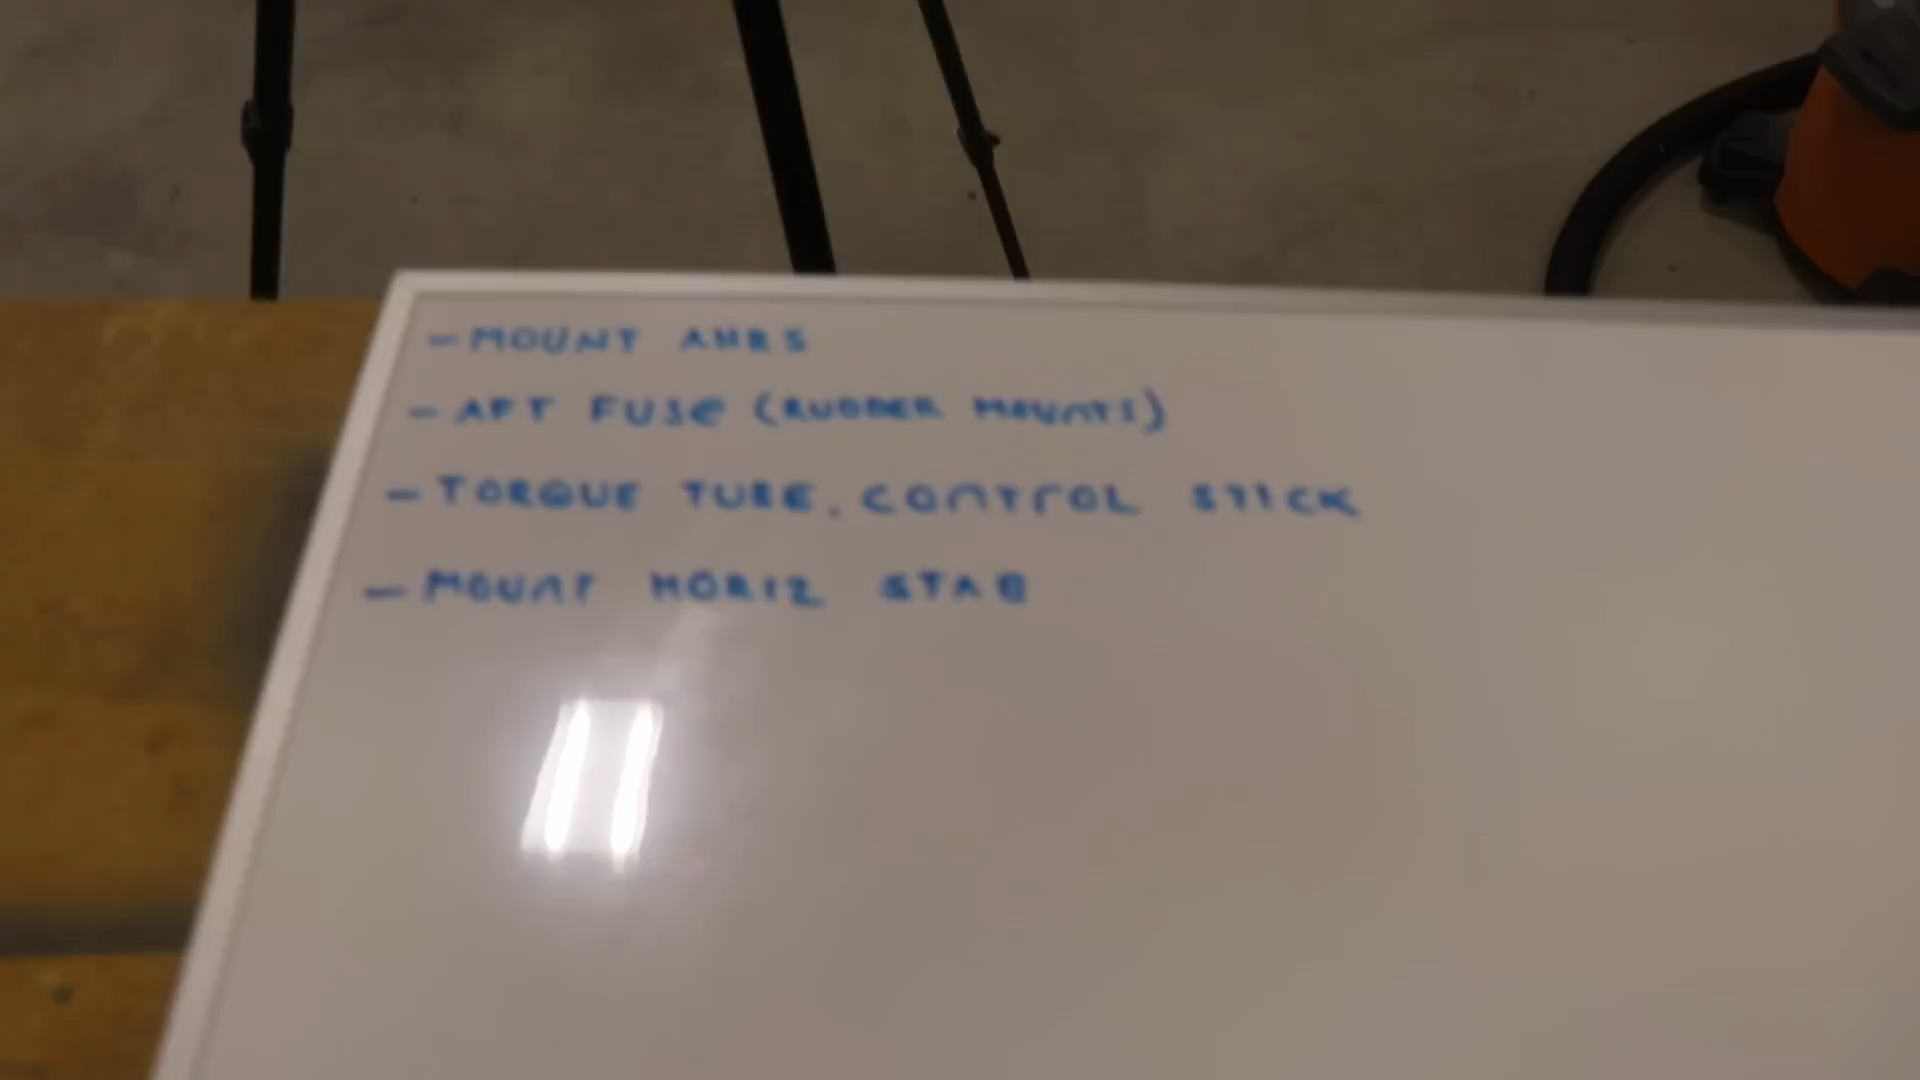 - MOUNT AHRS
- AFT FUSE (RUDDER MOUNTS)
- TORQUE TUBE, CONTROL STICK
- MOUNT HORIZ STAB